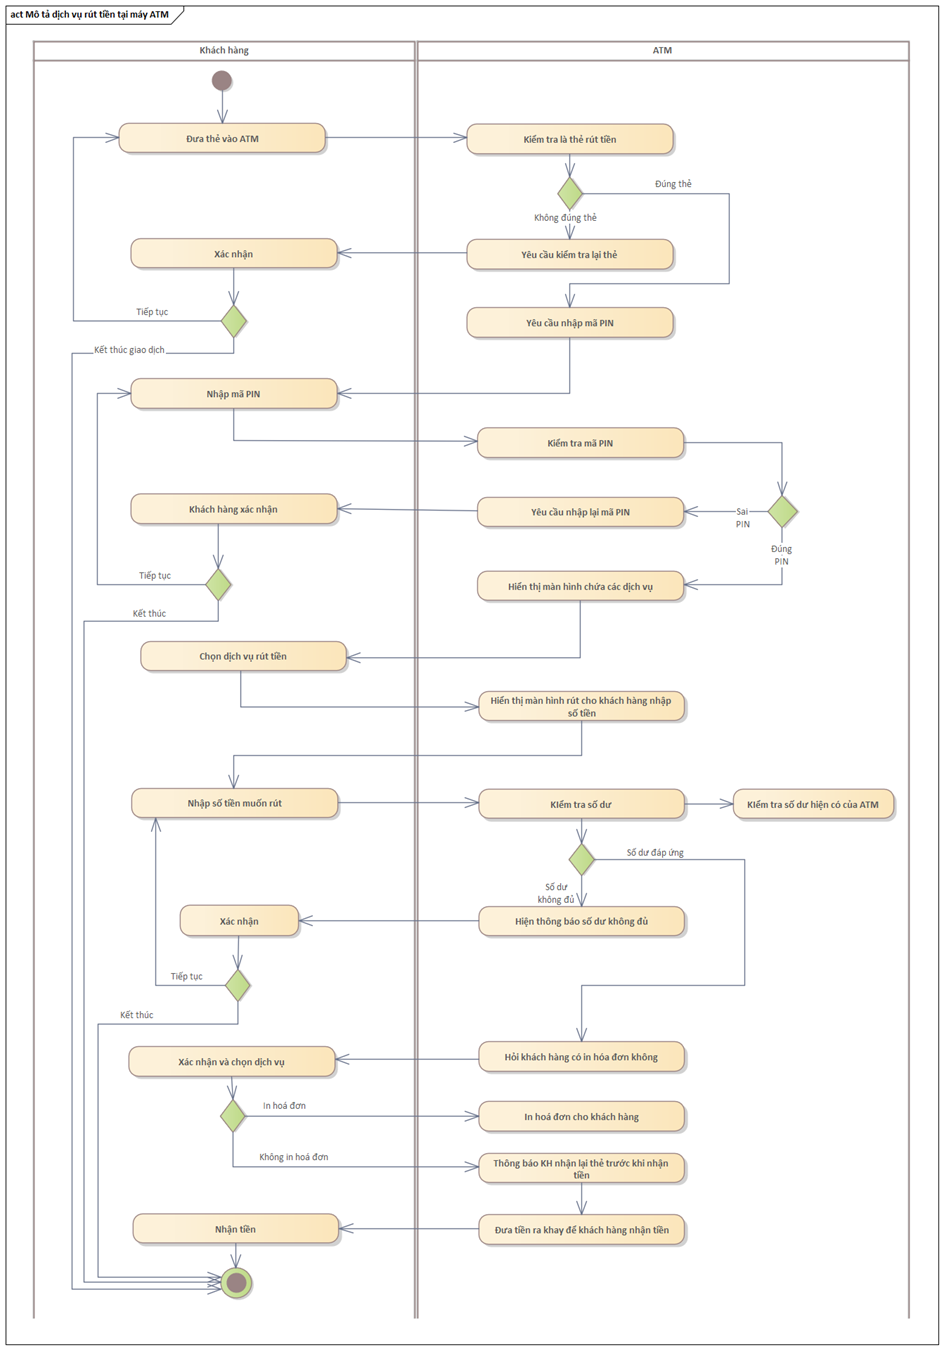 act Mô tả dịch vụ rút tiền tại máy ATM
Khách hàng
ATM
Đưa thẻ vào ATM
Kiểm tra là thẻ rút tiền
Đúng thẻ
Không đúng thẻ
Xác nhận
Yêu cầu kiểm tra lại thẻ
Tiếp tục
Yêu cầu nhập mã PIN
Kết thúc giao dịch
Nhập mã PIN
Kiểm tra mã PIN
Khách hàng xác nhận
Yêu cầu nhập lại mã PIN
Sai
PIN
Đúng
PIN
Tiếp tục
Hiển thị màn hình chứa các dịch vụ
Kết thúc
Chọn dịch vụ rút tiền
Hiển thị màn hình rút cho khách hàng nhập
số tiền
Nhập số tiền muốn rút
KIểm tra số dư
KIểm tra số dư hiện có của ATM
Số dư đáp ứng
Số dư
không đủ
Xác nhận
Hiện thông báo số dư không đủ
Tiếp tục
Kết thúc
Xác nhận và chọn dịch vụ
Hỏi khách hàng có in hóa đơn không
In hoá đơn
In hoá đơn cho khách hàng
Không in hoá đơn
Thông báo KH nhận lại thẻ trước khi nhận
tiền
Nhận tiền
Đưa tiền ra khay để khách hàng nhận tiền